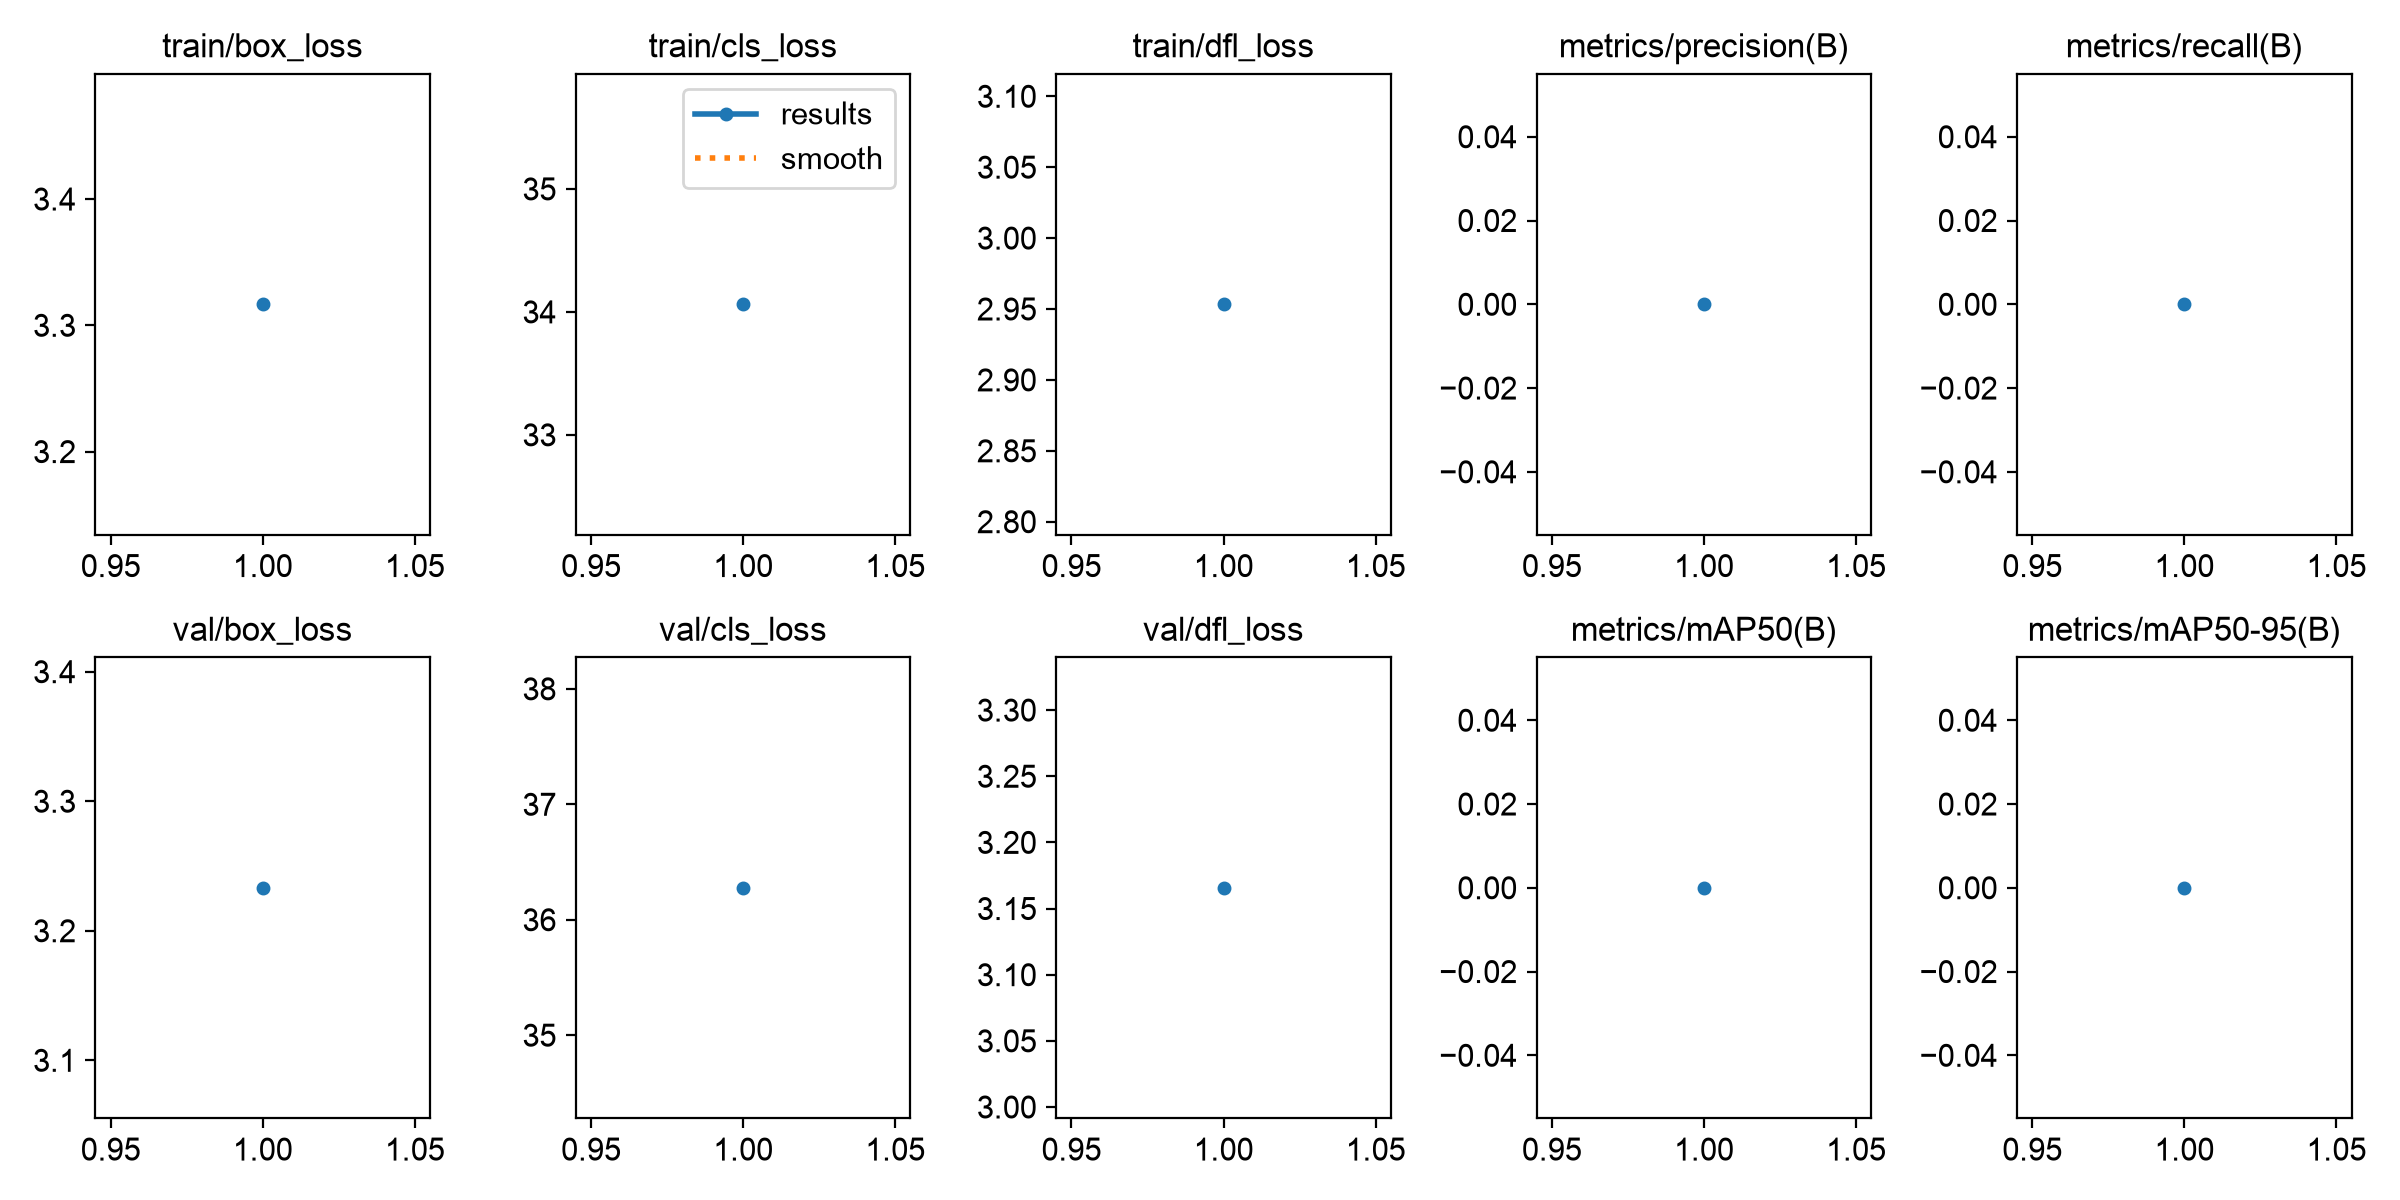 train/box_loss
train/cls_loss
train/dfl_loss
metrics/precision(B)
metrics/recall(B)
3.4
3.3
3.2
0.95 1.00 1.05
results
smooth
35
34
33
0.95 1.00 1.05
3.10
3.05
3.00
2.95
2.90
2.85
2.80
0.95 1.00 1.05
0.04
0.02
0.00
−0.02
−0.04
0.95 1.00 1.05
0.04
0.02
0.00
−0.02
−0.04
0.95 1.00 1.05
val/box_loss
val/cls_loss
val/dfl_loss
metrics/mAP50(B)
metrics/mAP50-95(B)
3.4
3.3
3.2
3.1
0.95 1.00 1.05
38
37
36
35
0.95 1.00 1.05
3.30
3.25
3.20
3.15
3.10
3.05
3.00
0.95 1.00 1.05
0.04
0.02
0.00
−0.02
−0.04
0.95 1.00 1.05
0.04
0.02
0.00
−0.02
−0.04
0.95 1.00 1.05